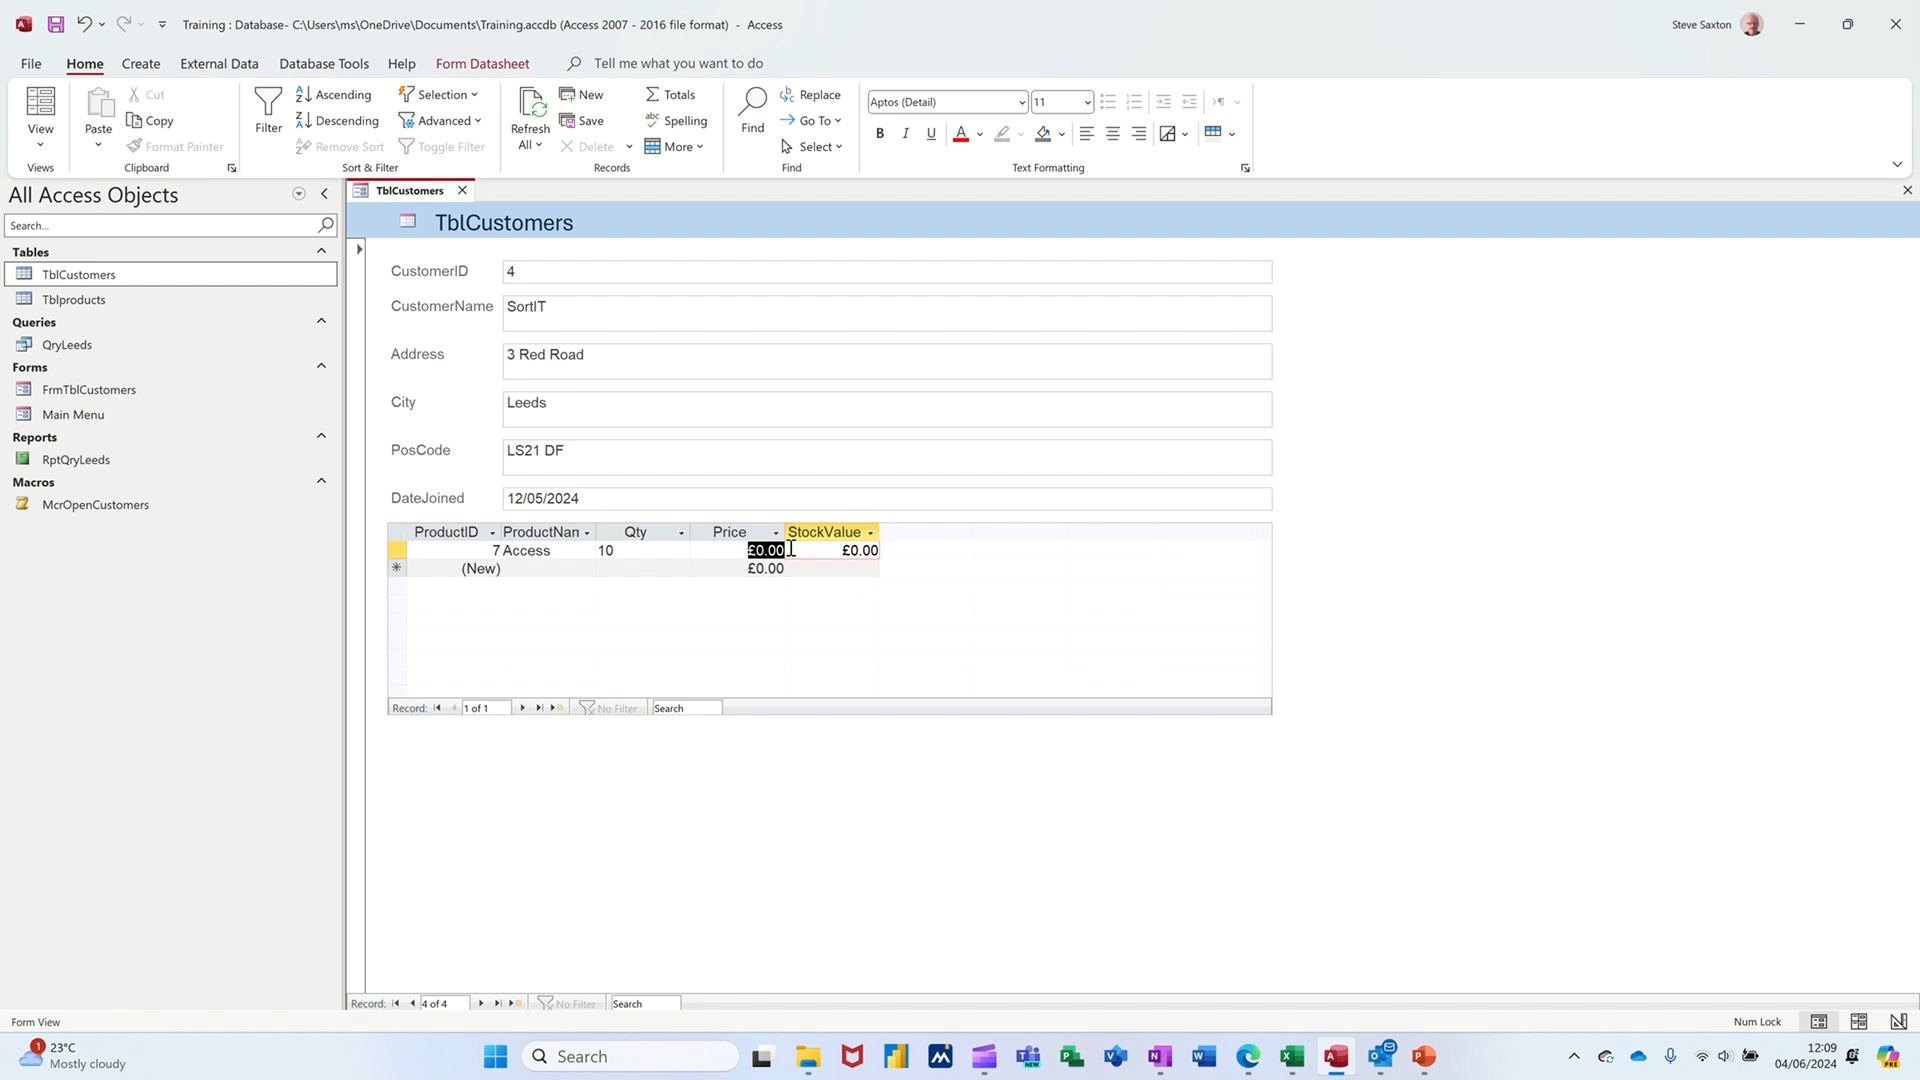 Training : Database- C:\Users\ms\OneDrive\Documents\Training.accdb (Access 2007 - 2016 file format) - Access
Steve Saxton
File Home Create External Data Database Tools Help Form Datasheet Tell me what you want to do
View
Views
Paste
Cut
Copy
Format Painter
Clipboard
Filter
Ascending
Descending
Remove Sort
Selection
Advanced
Toggle Filter
Sort & Filter
Refresh
All
New
Save
Delete
Totals
Spelling
More
Records
Find
Replace
Go To
Select
Find
Aptos (Detail) 11
B I U A
Text Formatting
All Access Objects
Search...
Tables
TblCustomers
Tblproducts
Queries
QryLeeds
Forms
FrmTblCustomers
Main Menu
Reports
RptQryLeeds
Macros
McrOpenCustomers
TblCustomers
TblCustomers
CustomerID 4
CustomerName SortIT
Address 3 Red Road
City Leeds
PosCode LS21 DF
DateJoined 12/05/2024
ProductID ProductNan Qty Price StockValue
7 Access 10 £0.00 £0.00
(New) £0.00
Record: 1 of 1 No Filter Search
Record: 4 of 4 No Filter Search
Form View Num Lock
1
23°C
Mostly cloudy
Search
NEW
PRE
12:09
04/06/2024